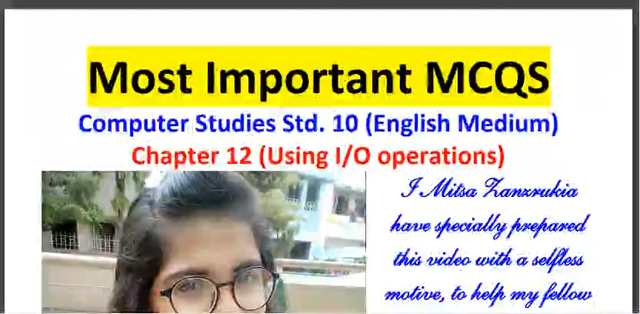 Most Important MCQS
Computer Studies Std. 10 (English Medium)
Chapter 12 (Using I/O operations)
I Mitsa Zanzrukia
have specially prepared
this video with a selfless
motive, to help my fellow